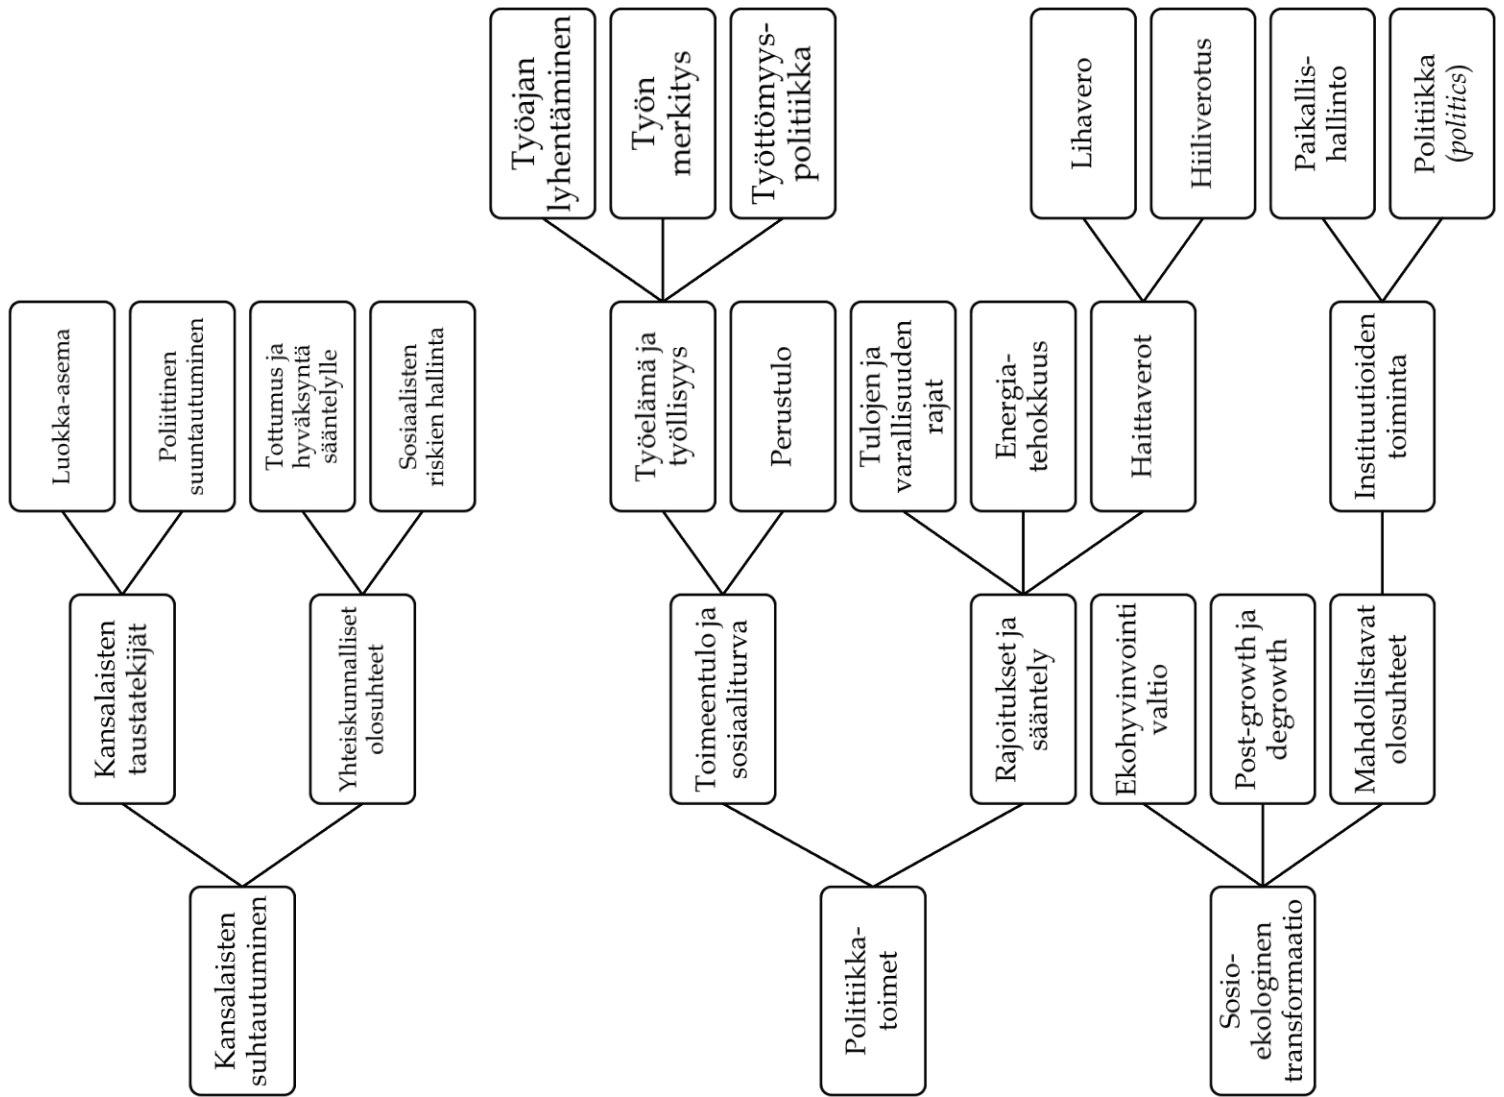 Kansalaisten
suhtautuminen
Kansalaisten
taustatekijät
Luokka-asema
Poliittinen
suuntautuminen
Yhteiskunnalliset
olosuhteet
Tottumus ja
hyväksyntä
sääntelylle
Sosiaalisten
riskien hallinta
Politiikka-
toimet
Toimeentulo ja
sosiaaliturva
Työelämä ja
työllisyys
Työajan
lyhentäminen
Työn
merkitys
Työttömyys-
politiikka
Perustulo
Rajoitukset ja
sääntely
Tulojen ja
varallisuuden
rajat
Energia-
tehokkuus
Haittaverot
Lihavero
Hiiliverotus
Sosio-
ekologinen
transformaatio
Ekohyvinvointi
valtio
Post-growth ja
degrowth
Mahdollistavat
olosuhteet
Instituutioiden
toiminta
Paikallis-
hallinto
Politiikka
(politics)